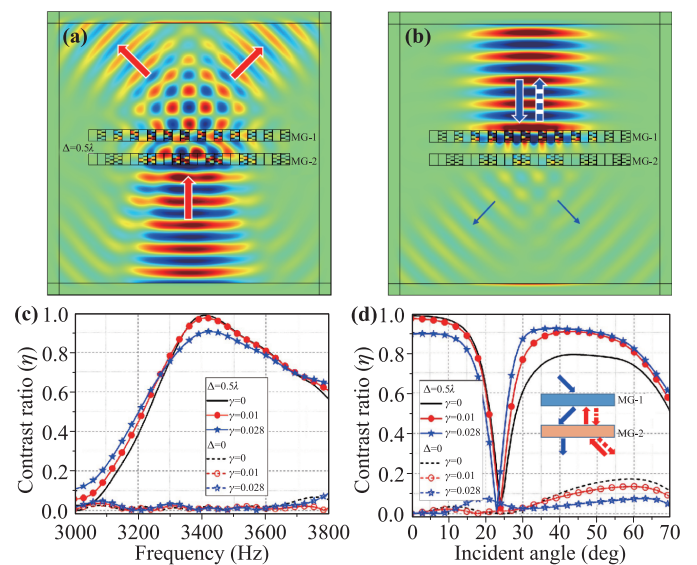 (a)
MG-1
Δ=0.5λ
MG-2
(b)
MG-1
MG-2
(c)
Contrast ratio (η)
1.0
0.8
0.6
0.4
0.2
0.0
Δ=0.5λ
γ=0
γ=0.01
γ=0.028
Δ=0
γ=0
γ=0.01
γ=0.028
3000 3200 3400 3600 3800
Frequency (Hz)
(d)
Contrast ratio (η)
1.0
0.8
0.6
0.4
0.2
0.0
Δ=0.5λ
γ=0
γ=0.01
γ=0.028
Δ=0
γ=0
γ=0.01
γ=0.028
MG-1
MG-2
0 10 20 30 40 50 60 70
Incident angle (deg)